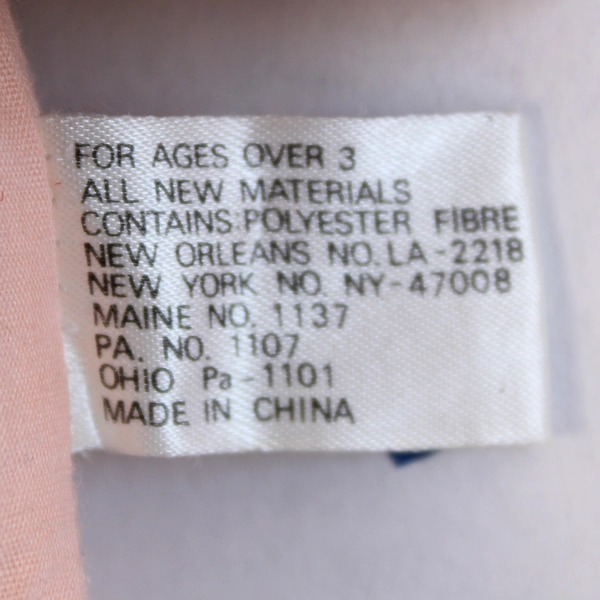 FOR AGES OVER 3
ALL NEW MATERIALS
CONTAINS POLYESTER FIBRE
NEW ORLEANS NO. LA-2218
NEW YORK NO. NY-47008
MAINE NO. 1137
PA. NO. 1107
OHIO Pa-1101
MADE IN CHINA